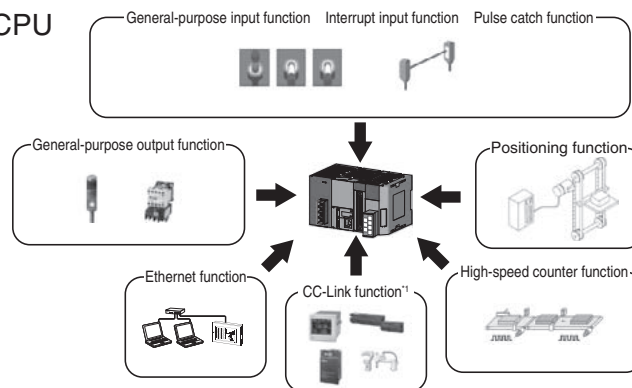 CPU
General-purpose input function Interrupt input function Pulse catch function
General-purpose output function
Positioning function
Ethernet function
CC-Link function*1
High-speed counter function